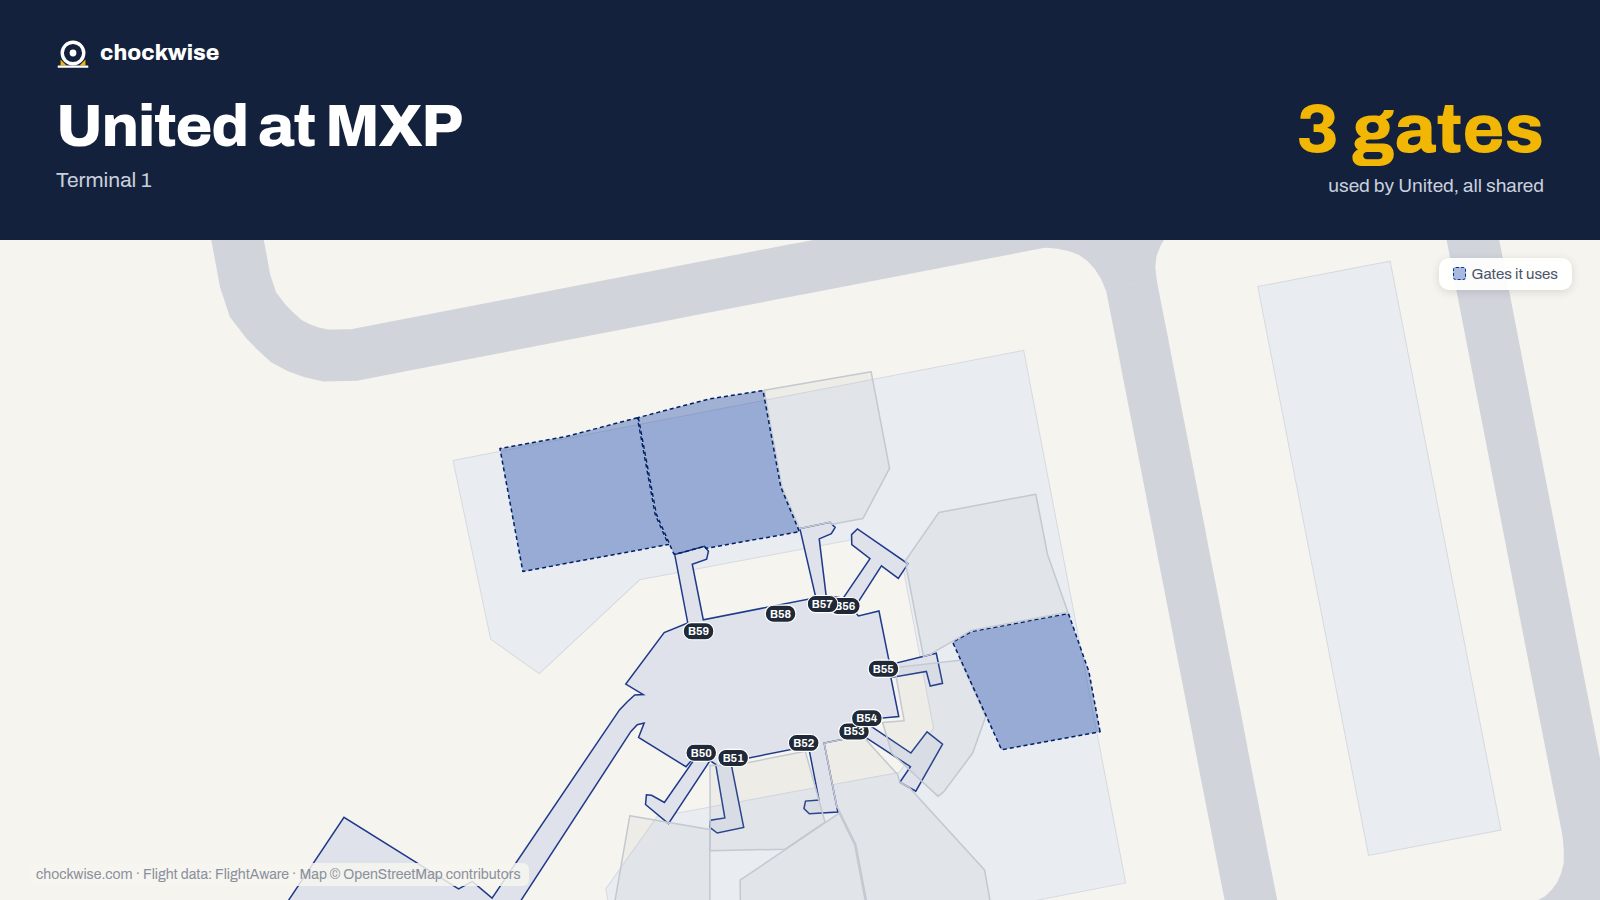 chockwise
United at MXP
Terminal 1
3 gates
used by United, all shared
Gates it uses
B57
B56
B58
B59
B55
B54
B53
B52
B50
B51
chockwise.com · Flight data: FlightAware · Map © OpenStreetMap contributors